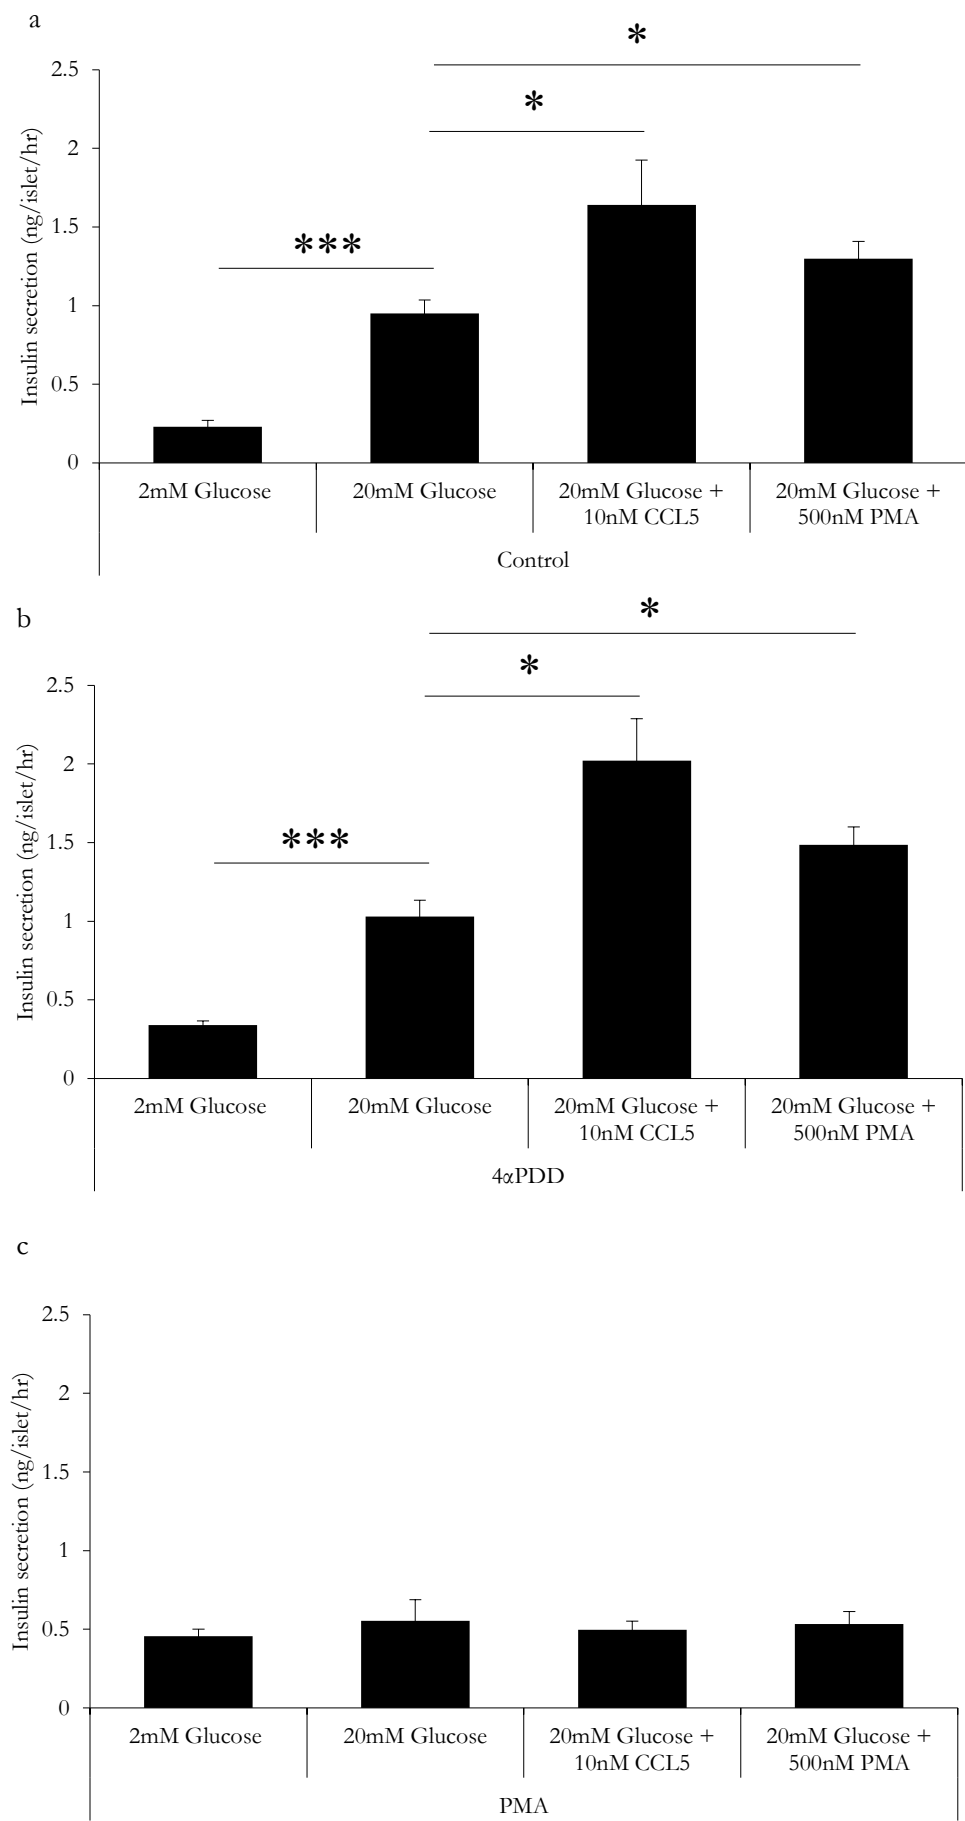 a
*
*
***
Insulin secretion (ng/islet/hr)
2.5
2
1.5
1
0.5
0
2mM Glucose
20mM Glucose
20mM Glucose +
10nM CCL5
20mM Glucose +
500nM PMA
Control
b
*
*
***
Insulin secretion (ng/islet/hr)
2.5
2
1.5
1
0.5
0
2mM Glucose
20mM Glucose
20mM Glucose +
10nM CCL5
20mM Glucose +
500nM PMA
4αPDD
c
Insulin secretion (ng/islet/hr)
2.5
2
1.5
1
0.5
0
2mM Glucose
20mM Glucose
20mM Glucose +
10nM CCL5
20mM Glucose +
500nM PMA
PMA